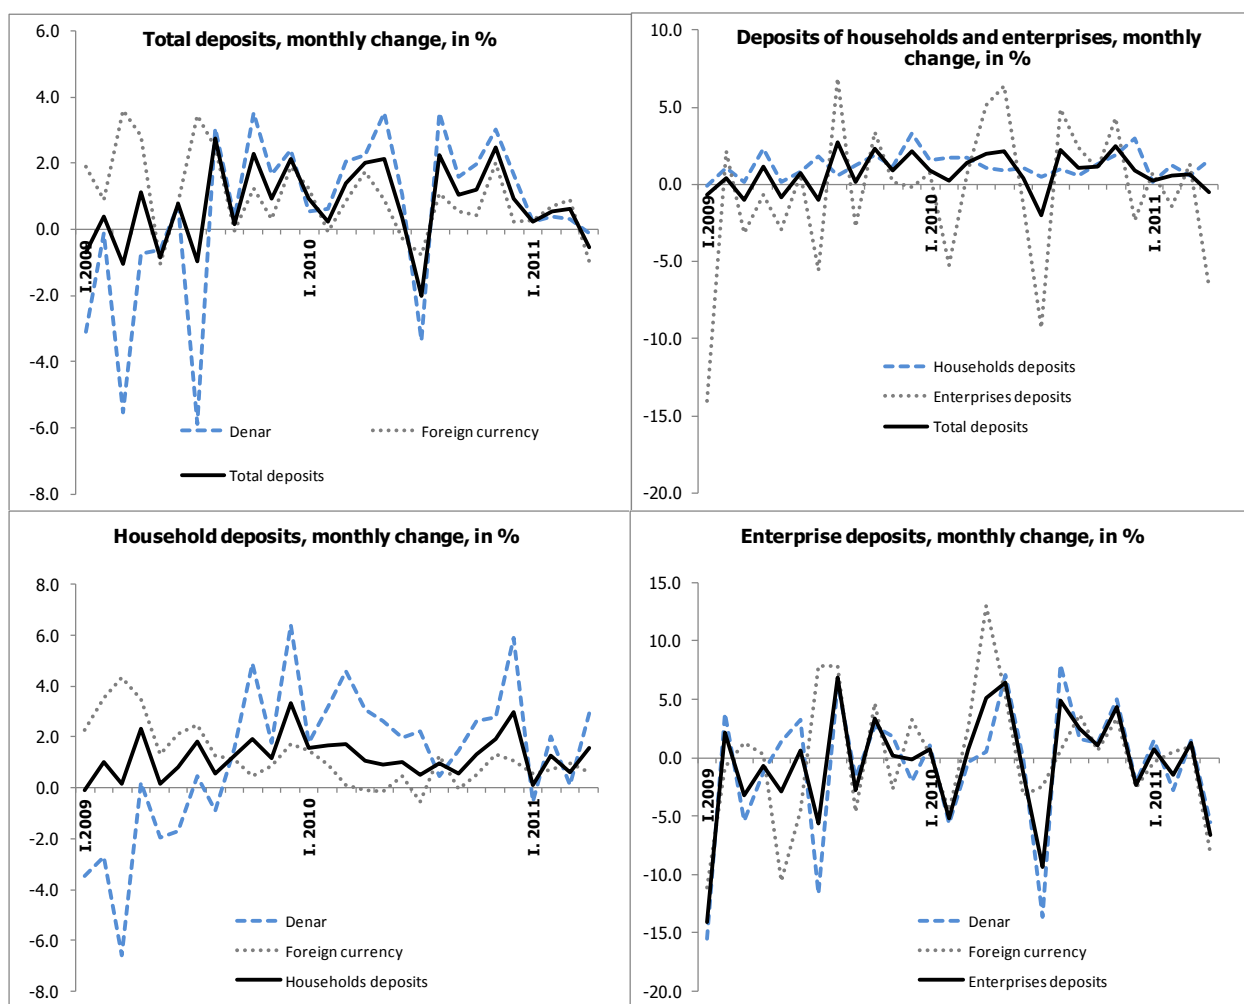 Total deposits, monthly change, in %
6.0
4.0
2.0
0.0
-2.0
-4.0
-6.0
-8.0
I.2009
I. 2010
I. 2011
Denar
Foreign currency
Total deposits
Deposits of households and enterprises, monthly
change, in %
10.0
5.0
0.0
-5.0
-10.0
-15.0
-20.0
I.2009
I. 2010
I. 2011
Households deposits
Enterprises deposits
Total deposits
Household deposits, monthly change, in %
8.0
6.0
4.0
2.0
0.0
-2.0
-4.0
-6.0
-8.0
I.2009
I. 2010
I. 2011
Denar
Foreign currency
Households deposits
Enterprise deposits, monthly change, in %
15.0
10.0
5.0
0.0
-5.0
-10.0
-15.0
-20.0
I.2009
I. 2010
I. 2011
Denar
Foreign currency
Enterprises deposits